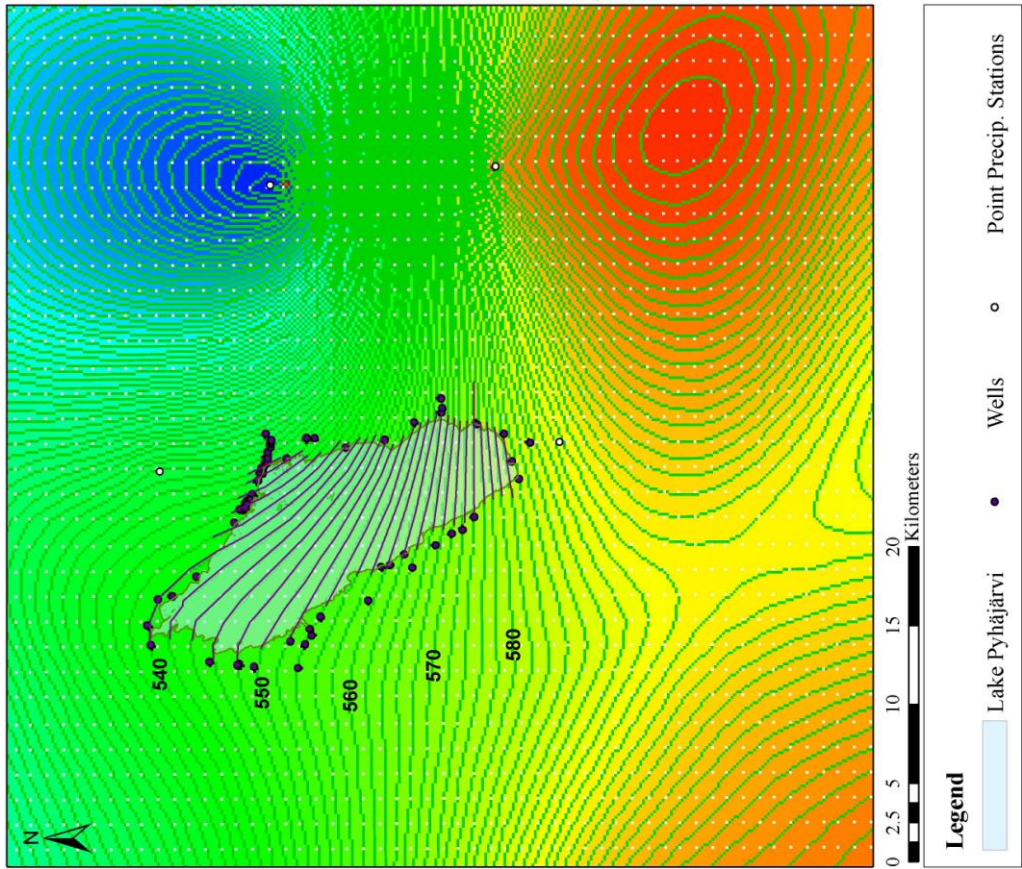 N
540
550
560
570
580
0 2.5 5 10 15 20
Kilometers
Legend
Lake Pyhäjärvi
Wells
Point Precip. Stations